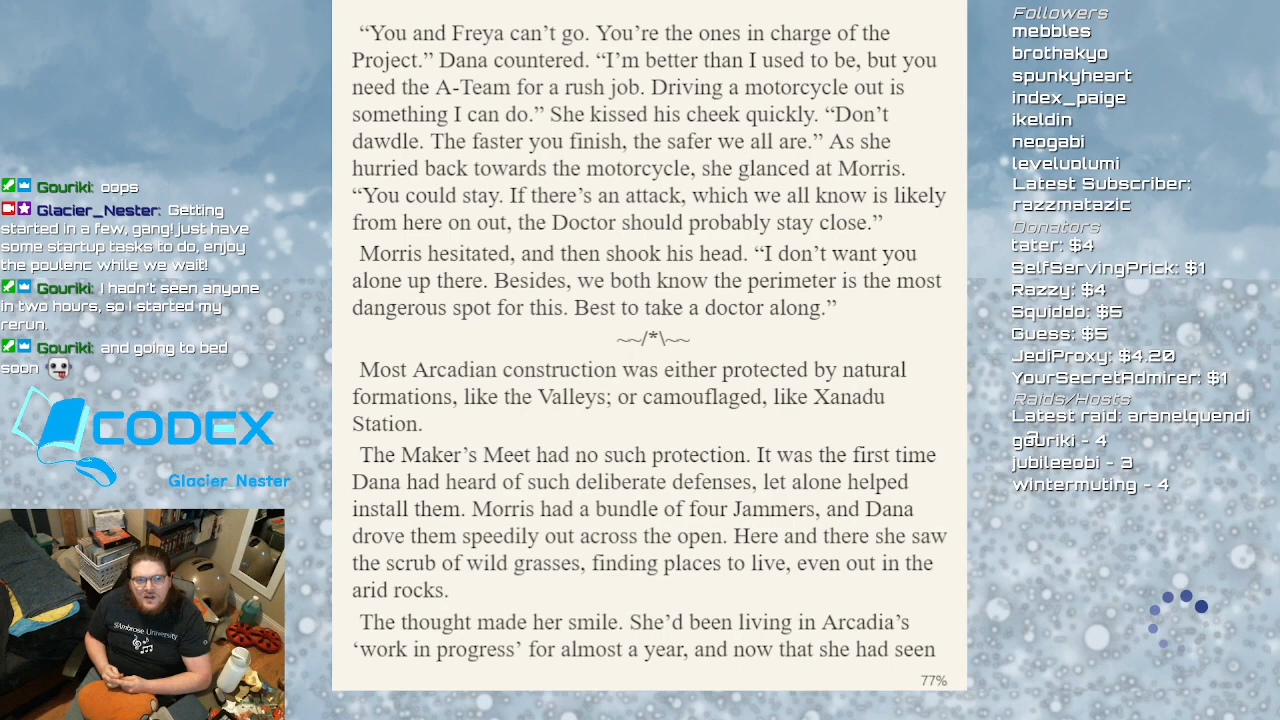 Gouriki: oops
Glacier_Nester: Getting
started in a few, gang! just have
some startup tasks to do, enjoy
the poulenc while we wait!
Gouriki: I hadn't seen anyone
in two hours, so I started my
rerun.
Gouriki: and going to bed
soon
CODEX
Glacier_Nester
St Ambrose University
“You and Freya can’t go. You’re the ones in charge of the
Project.” Dana countered. “I’m better than I used to be, but you
need the A-Team for a rush job. Driving a motorcycle out is
something I can do.” She kissed his cheek quickly. “Don’t
dawdle. The faster you finish, the safer we all are.” As she
hurried back towards the motorcycle, she glanced at Morris.
“You could stay. If there’s an attack, which we all know is likely
from here on out, the Doctor should probably stay close.”
Morris hesitated, and then shook his head. “I don’t want you
alone up there. Besides, we both know the perimeter is the most
dangerous spot for this. Best to take a doctor along.”
~~/*\~~
Most Arcadian construction was either protected by natural
formations, like the Valleys; or camouflaged, like Xanadu
Station.
The Maker’s Meet had no such protection. It was the first time
Dana had heard of such deliberate defenses, let alone helped
install them. Morris had a bundle of four Jammers, and Dana
drove them speedily out across the open. Here and there she saw
the scrub of wild grasses, finding places to live, even out in the
arid rocks.
The thought made her smile. She’d been living in Arcadia’s
‘work in progress’ for almost a year, and now that she had seen
77%
Followers
mebbles
brothakyo
spunkyheart
index_paige
ikeldin
neogabi
leveluplumi
Latest Subscriber:
razzmatazic
Donators
tater: $4
SelfServingPrick: $1
Razzy: $4
Squiddo: $5
Guess: $5
JediProxy: $4.20
YourSecretAdmirer: $1
Raids/Hosts
Latest raid: aranelquendi
gouriki - 4
jubileeobi - 3
wintermuting - 4